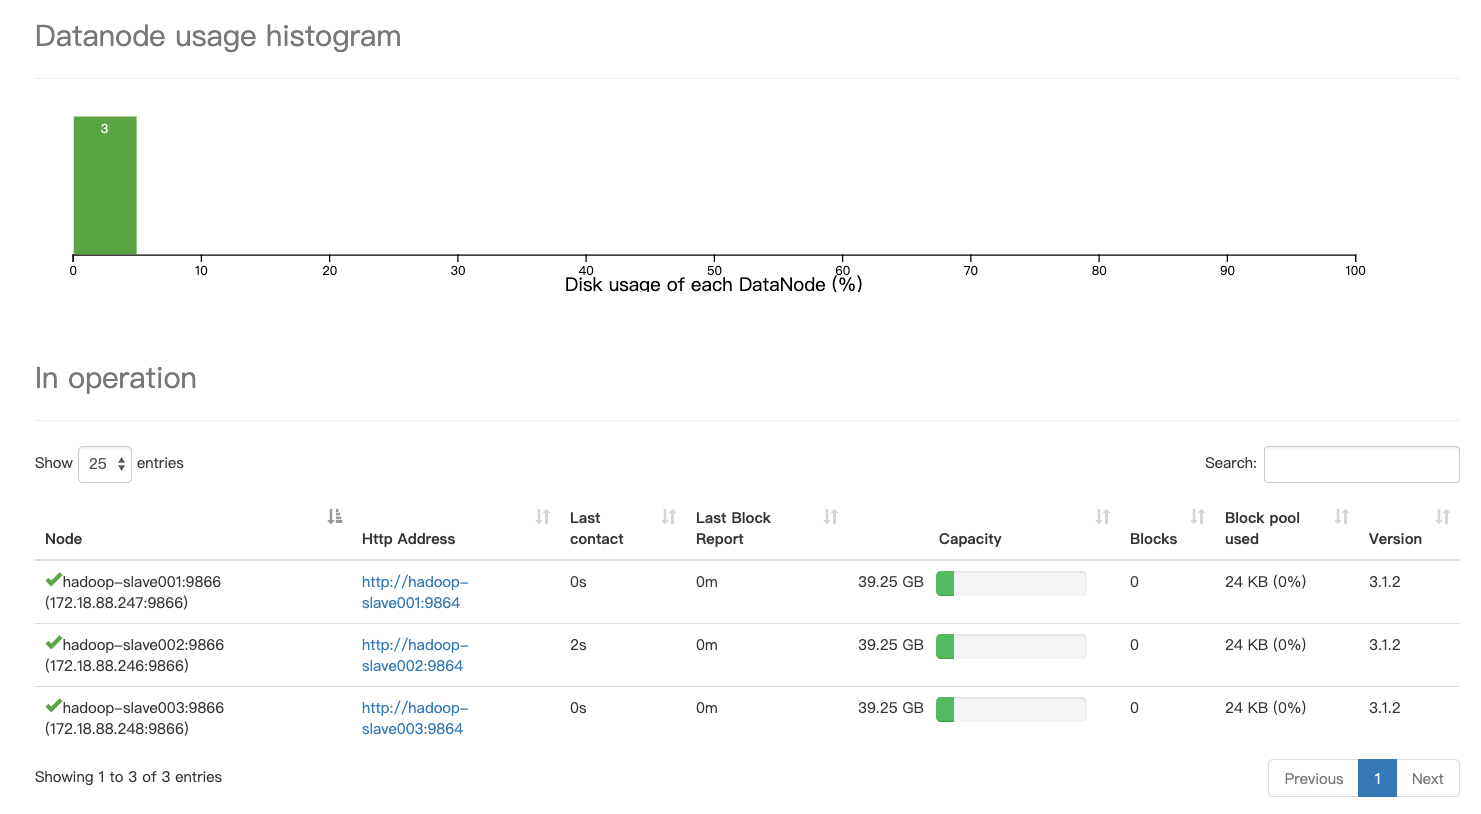 Datanode usage histogram
3
0 10 20 30 40 50 60 70 80 90 100
Disk usage of each DataNode (%)
In operation
Show 25 entries Search:
Node Http Address Last contact Last Block Report Capacity Blocks Block pool used Version
hadoop-slave001:9866 http://hadoop- 0s 0m 39.25 GB 0 24 KB (0%) 3.1.2
(172.18.88.247:9866) slave001:9864
hadoop-slave002:9866 http://hadoop- 2s 0m 39.25 GB 0 24 KB (0%) 3.1.2
(172.18.88.246:9866) slave002:9864
hadoop-slave003:9866 http://hadoop- 0s 0m 39.25 GB 0 24 KB (0%) 3.1.2
(172.18.88.248:9866) slave003:9864
Showing 1 to 3 of 3 entries Previous 1 Next